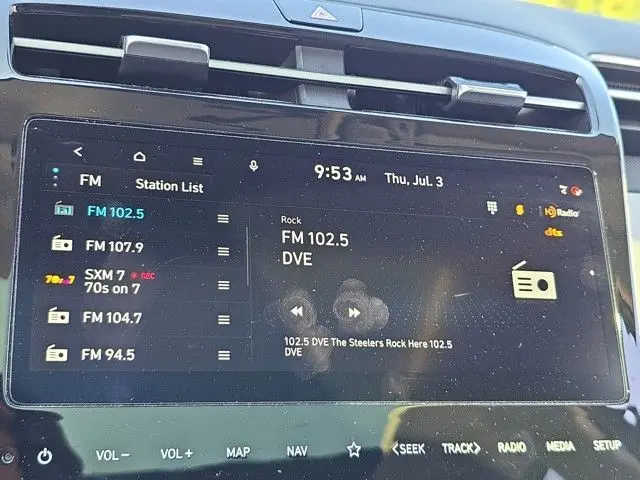 9:53 AM Thu, Jul. 3
FM Station List
HD Radio
dts
FM 102.5
FM 107.9
SXM 7 REC
70s on 7
FM 104.7
FM 94.5
Rock
FM 102.5
DVE
102.5 DVE The Steelers Rock Here 102.5
DVE
VOL- VOL+ MAP NAV <SEEK TRACK> RADIO MEDIA SETUP